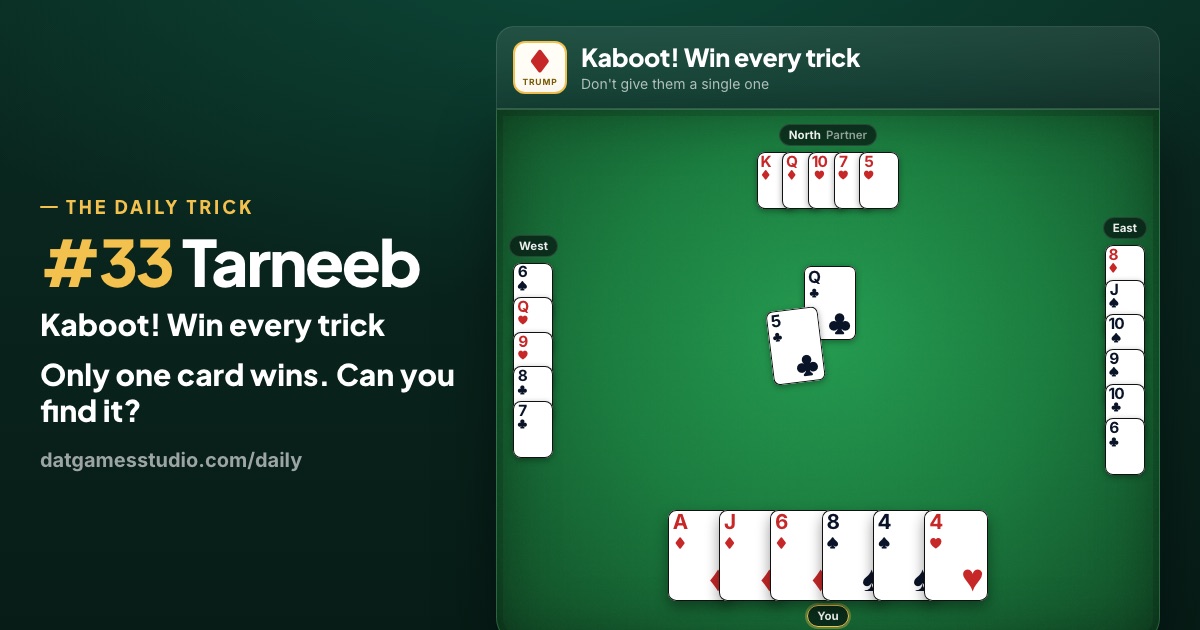 — THE DAILY TRICK
#33 Tarneeb
Kaboot! Win every trick
Only one card wins. Can you
find it?
datgamesstudio.com/daily
TRUMP
Kaboot! Win every trick
Don't give them a single one
North Partner
K Q 10 7 5
West
6
Q
9
8
7
East
8
J
10
9
10
6
Q
5
A J 6 8 4 4
You